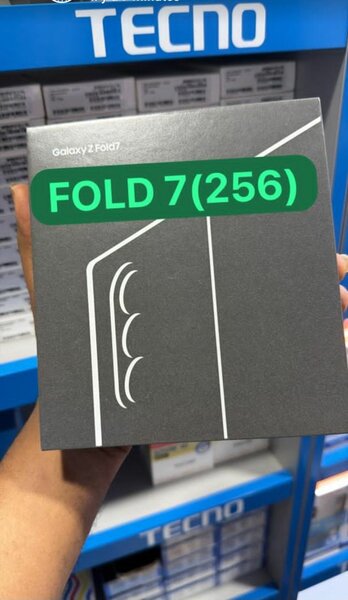 TECNO
Galaxy Z Fold7
FOLD 7(256)
TECNO